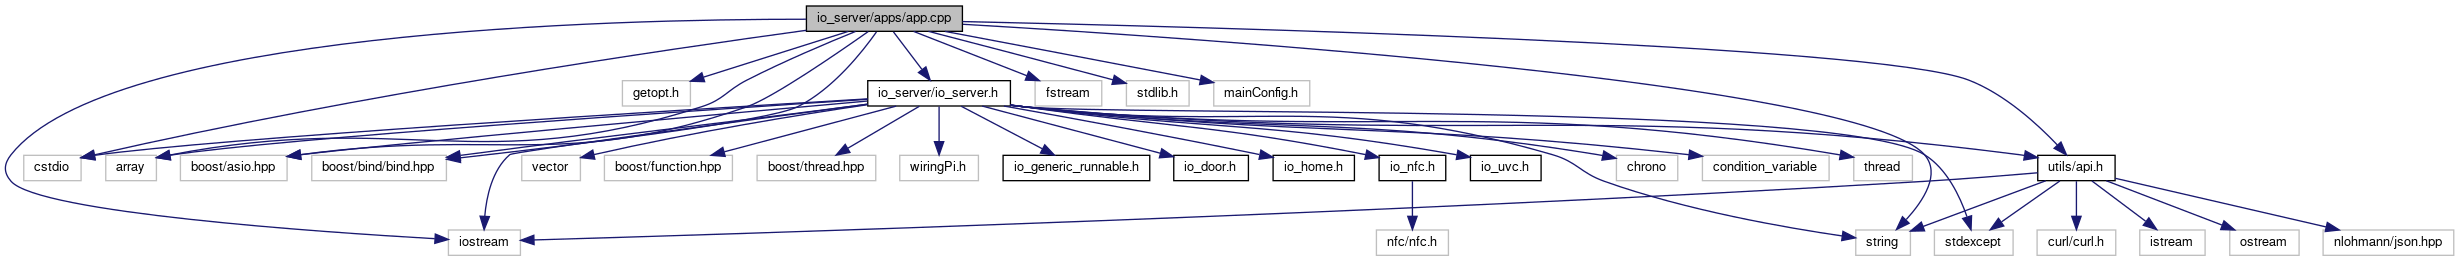 io_server/apps/app.cpp
getopt.h
io_server/io_server.h
fstream
stdlib.h
mainConfig.h
cstdio
array
boost/asio.hpp
boost/bind/bind.hpp
vector
boost/function.hpp
boost/thread.hpp
wiringPi.h
io_generic_runnable.h
io_door.h
io_home.h
io_nfc.h
io_uvc.h
chrono
condition_variable
thread
utils/api.h
iostream
nfc/nfc.h
string
stdexcept
curl/curl.h
istream
ostream
nlohmann/json.hpp